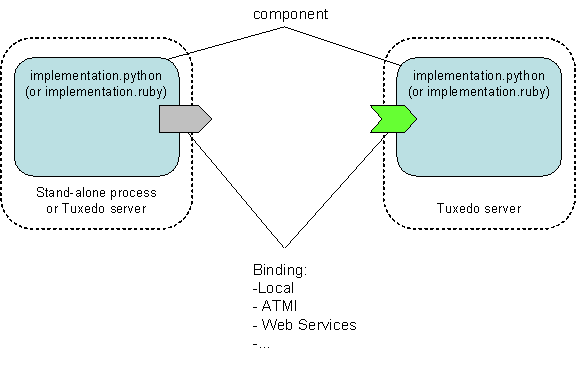 component
implementation.python
(or implementation.ruby)
implementation.python
(or implementation.ruby)
Stand-alone process
or Tuxedo server
Tuxedo server
Binding:
-Local
- ATMI
- Web Services
-...